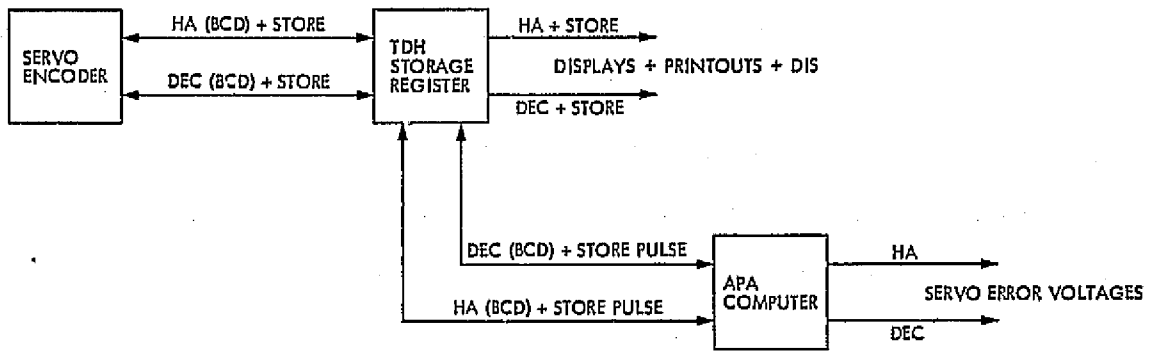 HA (BCD) + STORE
SERVO
ENCODER
DEC (BCD) + STORE
TDH
STORAGE
REGISTER
HA + STORE
DISPLAYS + PRINTOUTS + DIS
DEC + STORE
DEC (BCD) + STORE PULSE
HA (BCD) + STORE PULSE
APA
COMPUTER
HA
SERVO ERROR VOLTAGES
DEC